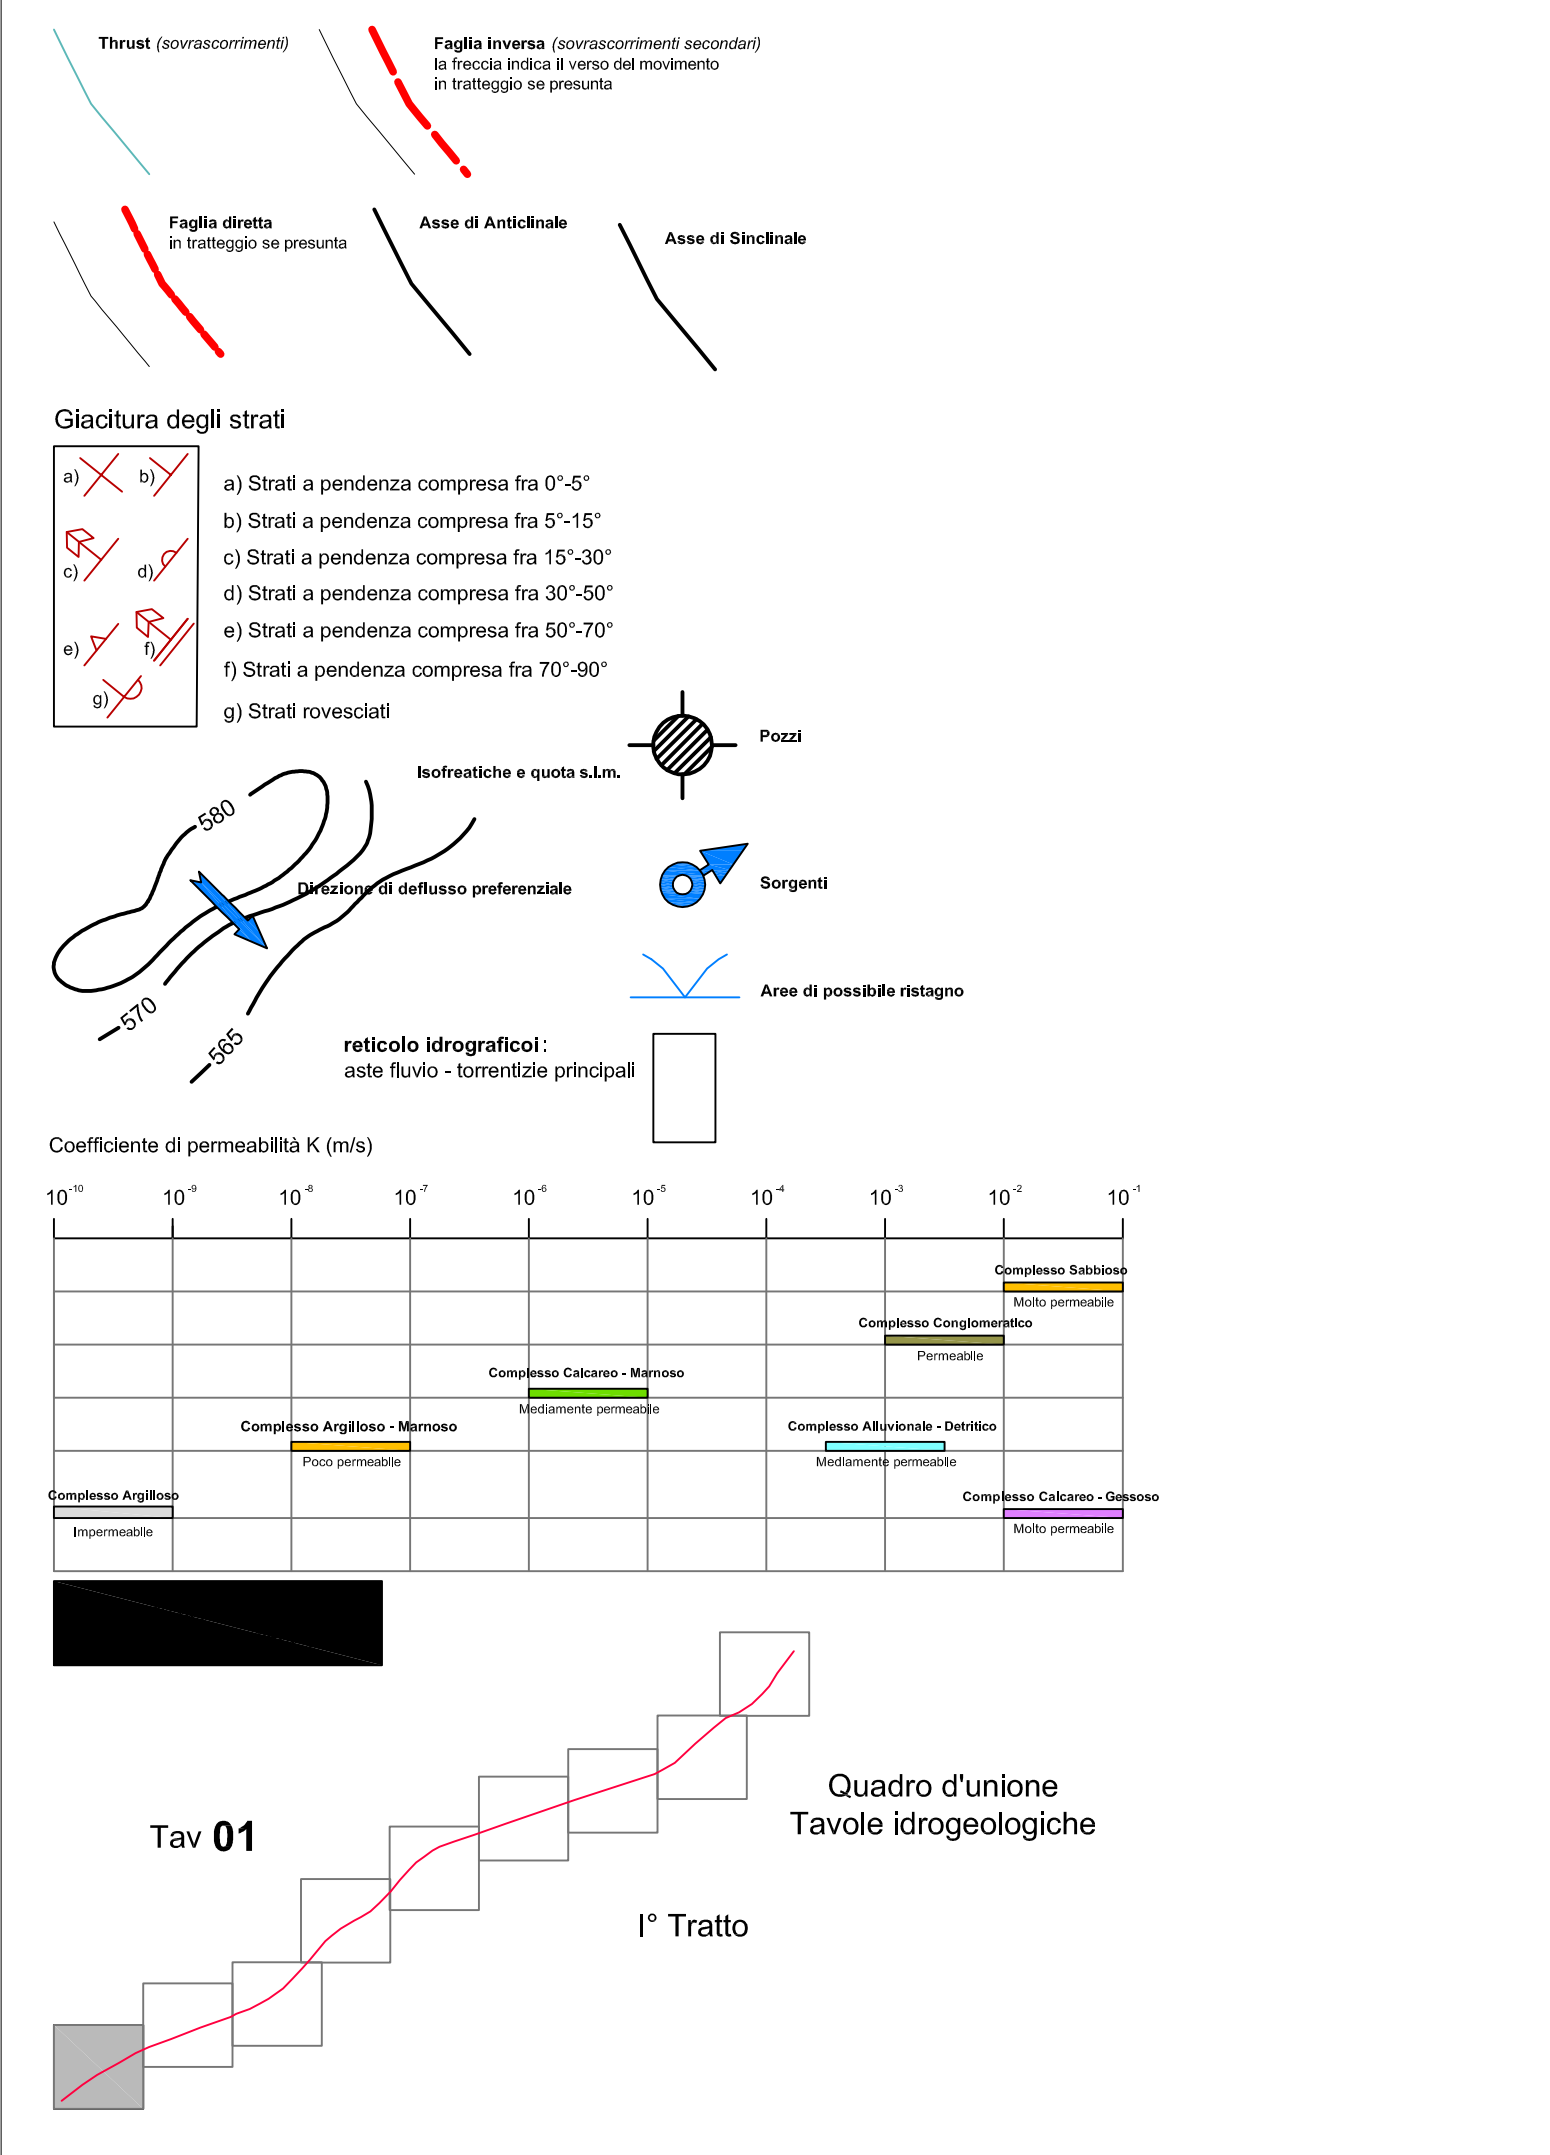 Thrust (sovrascorrimenti)
Faglia inversa (sovrascorrimenti secondari)
la freccia indica il verso del movimento
in tratteggio se presunta
Faglia diretta
in tratteggio se presunta
Asse di Anticlinale
Asse di Sinclinale
Giacitura degli strati
a)
b)
c)
d)
e)
f)
g)
a) Strati a pendenza compresa fra 0°-5°
b) Strati a pendenza compresa fra 5°-15°
c) Strati a pendenza compresa fra 15°-30°
d) Strati a pendenza compresa fra 30°-50°
e) Strati a pendenza compresa fra 50°-70°
f) Strati a pendenza compresa fra 70°-90°
g) Strati rovesciati
Pozzi
Isofreatiche e quota s.l.m.
580
Direzione di deflusso preferenziale
Sorgenti
570
565
Aree di possibile ristagno
reticolo idrograficoi:
aste fluvio - torrentizie principali
Coefficiente di permeabilità K (m/s)
10⁻¹⁰ 10⁻⁹ 10⁻⁸ 10⁻⁷ 10⁻⁶ 10⁻⁵ 10⁻⁴ 10⁻³ 10⁻² 10⁻¹
Complesso Sabbioso
Molto permeabile
Complesso Conglomeratico
Permeabile
Complesso Calcareo - Marnoso
Mediamente permeabile
Complesso Argilloso - Marnoso
Poco permeabile
Complesso Alluvionale - Detritico
Mediamente permeabile
Complesso Argilloso
Impermeabile
Complesso Calcareo - Gessoso
Molto permeabile
Quadro d'unione
Tavole idrogeologiche
Tav 01
I° Tratto